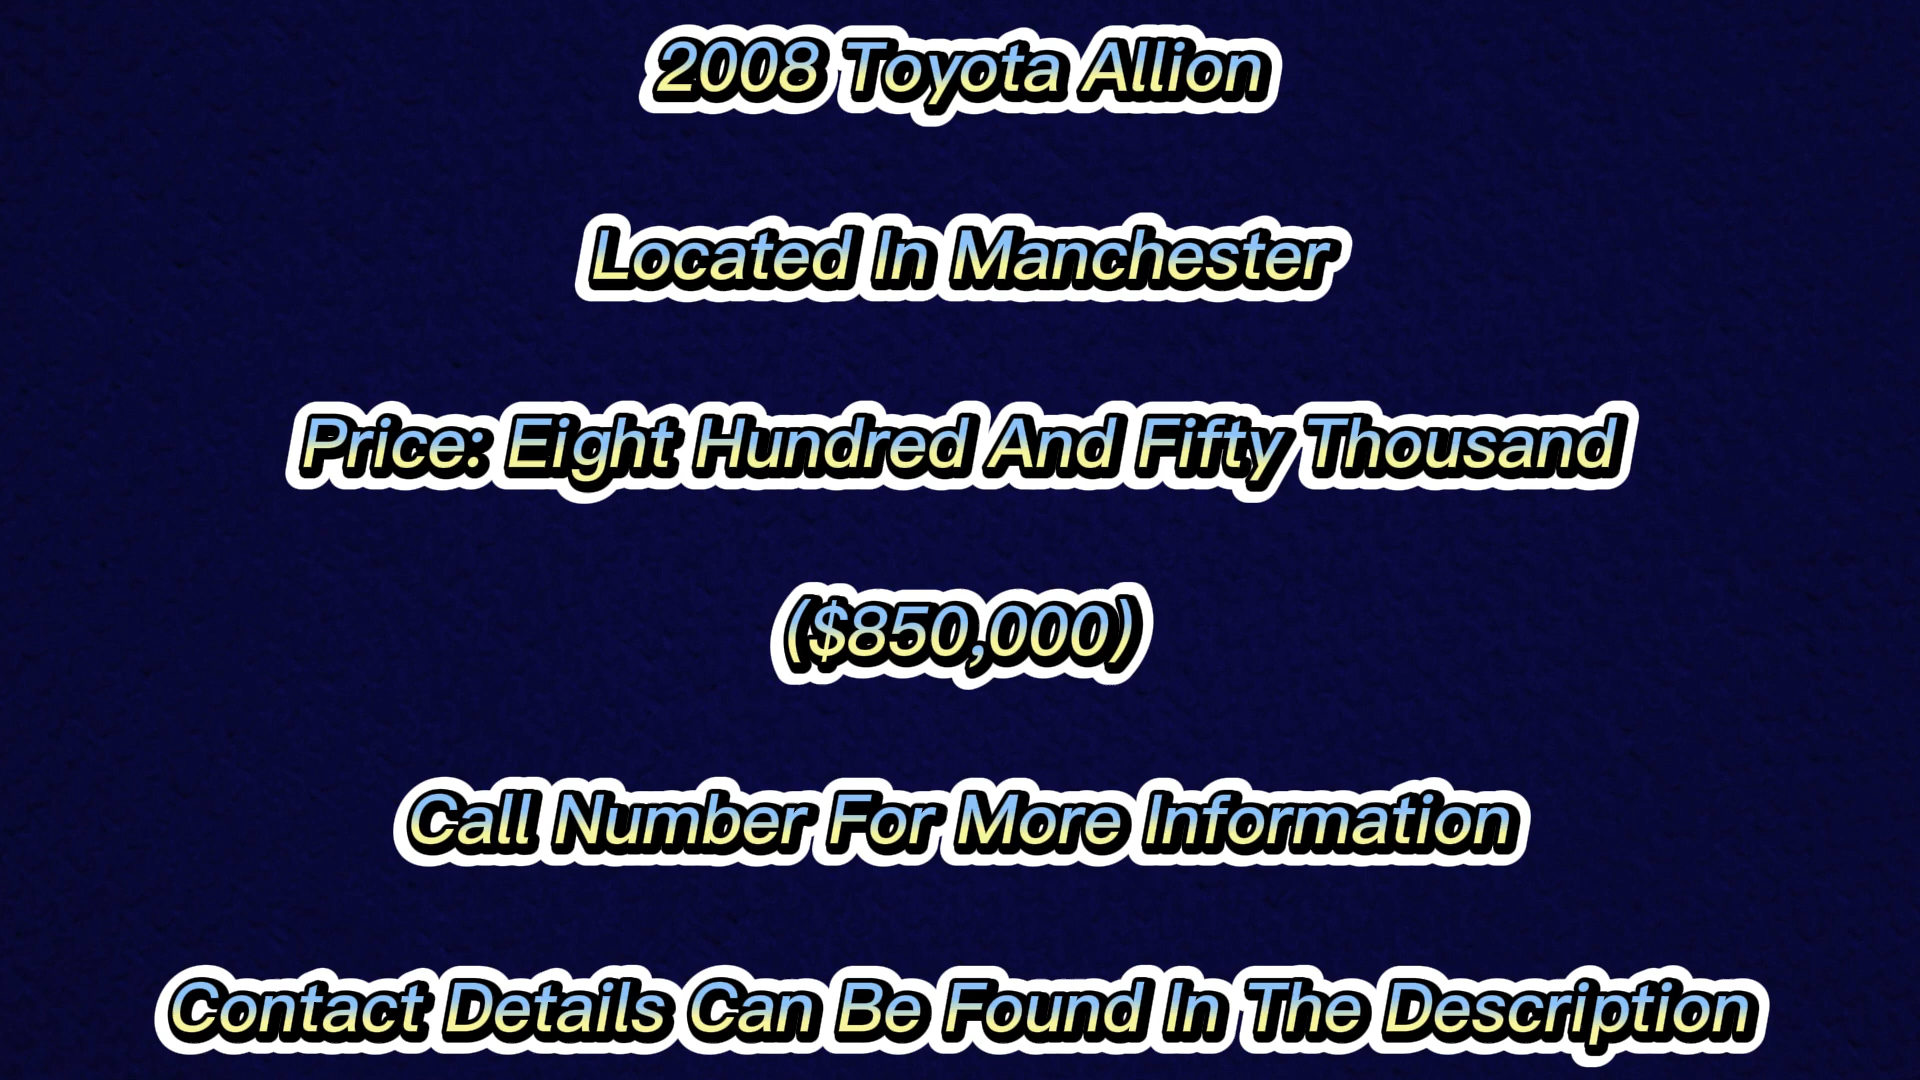 2008 Toyota Allion
Located In Manchester
Price: Eight Hundred And Fifty Thousand
($850,000)
Call Number For More Information
Contact Details Can Be Found In The Description